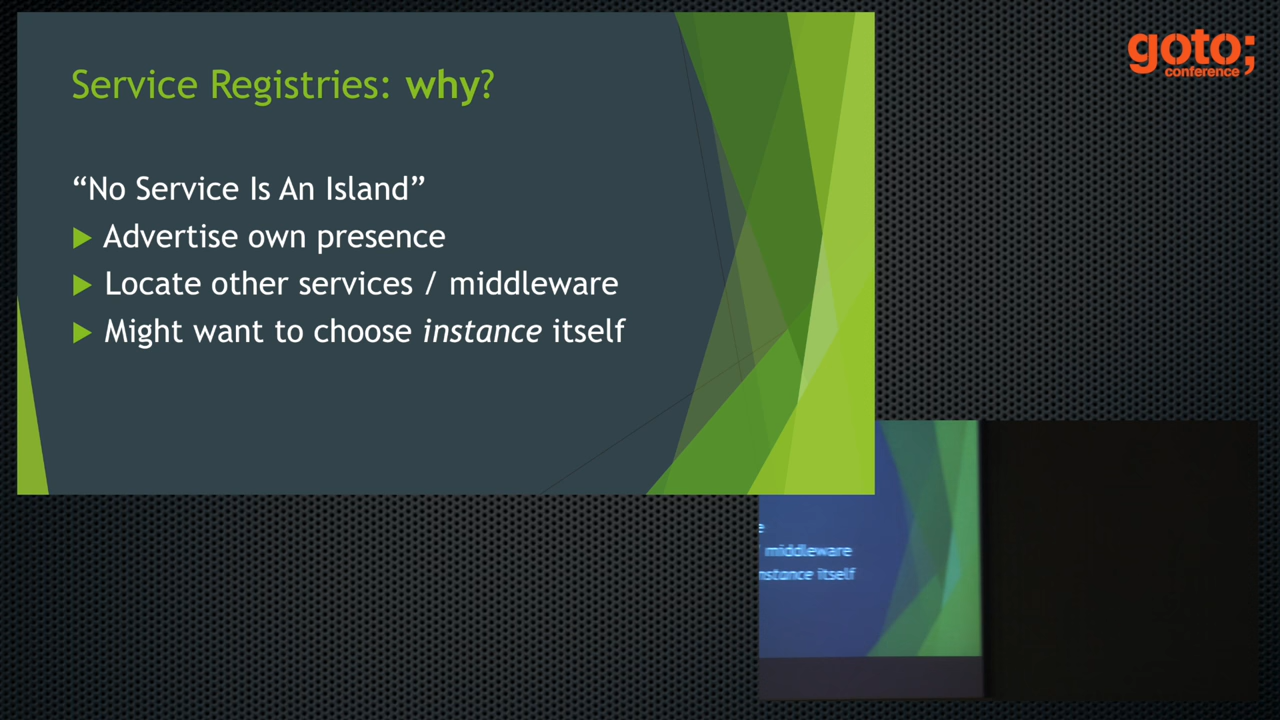 Service Registries: why?
“No Service Is An Island”
Advertise own presence
Locate other services / middleware
Might want to choose instance itself
goto;
conference
e
middleware
nstance itself